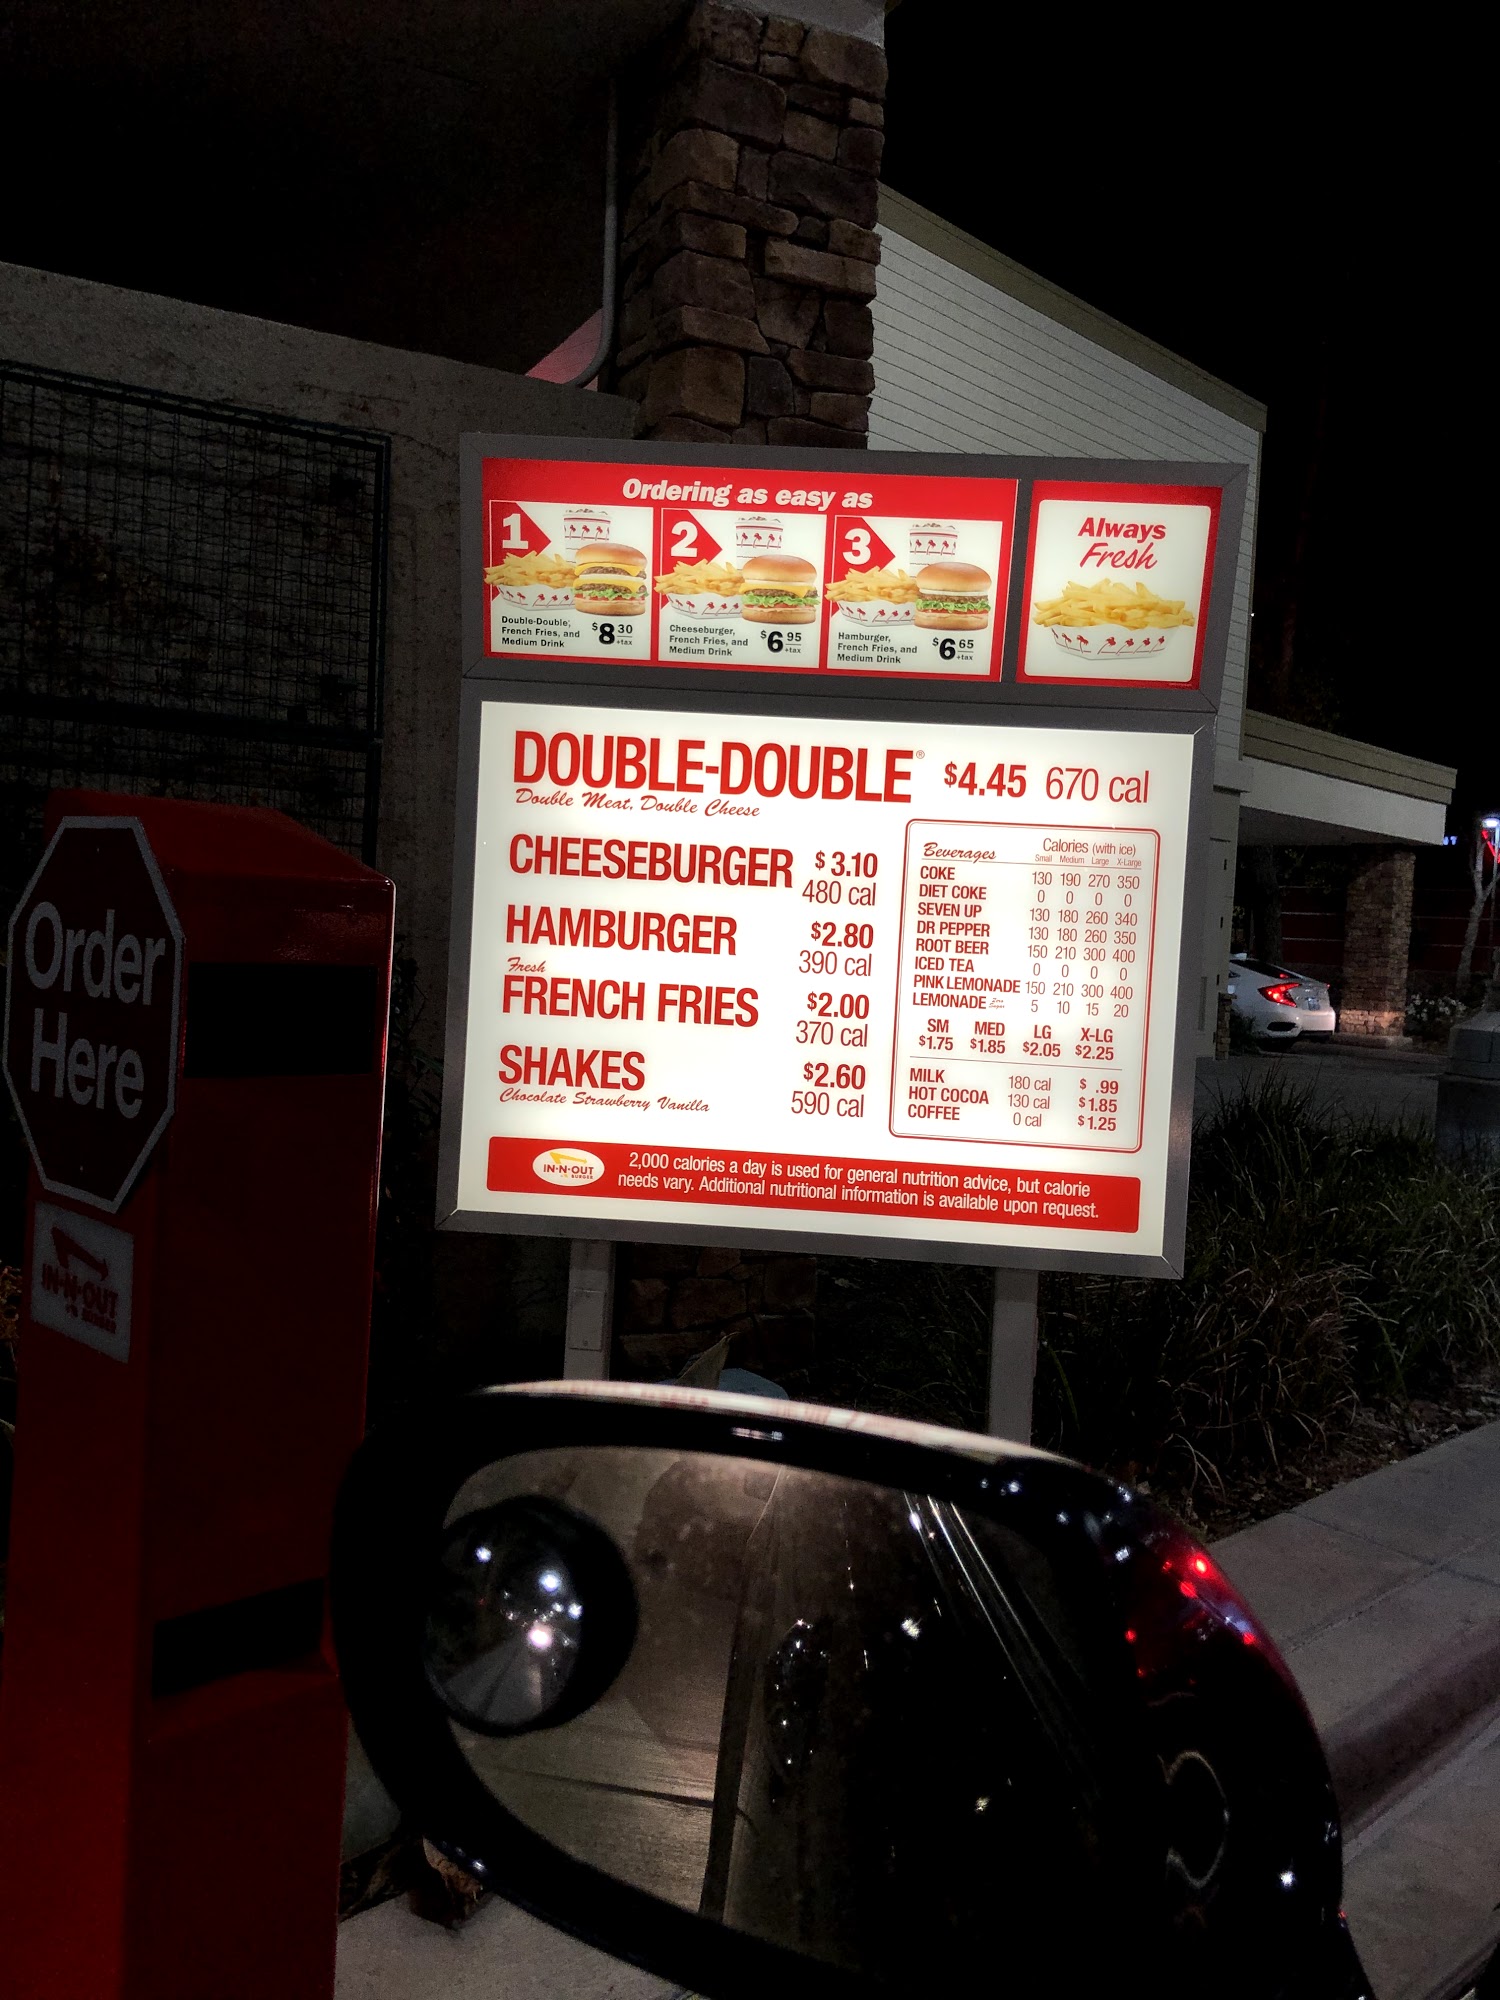 Ordering as easy as
1
Double-Double,
French Fries, and
Medium Drink
$8 30
+tax
2
Cheeseburger,
French Fries, and
Medium Drink
$6 95
+tax
3
Hamburger,
French Fries, and
Medium Drink
$6 65
+tax
Always
Fresh
DOUBLE-DOUBLE® $4.45 670 cal
Double Meat, Double Cheese
CHEESEBURGER $3.10
480 cal
HAMBURGER $2.80
390 cal
Fresh
FRENCH FRIES $2.00
370 cal
SHAKES $2.60
Chocolate Strawberry Vanilla 590 cal
Beverages Calories (with ice)
Small Medium Large X-Large
COKE 130 190 270 350
DIET COKE 0 0 0 0
SEVEN UP 130 180 260 340
DR PEPPER 130 180 260 350
ROOT BEER 150 210 300 400
ICED TEA 0 0 0 0
PINK LEMONADE 150 210 300 400
LEMONADE Zero Sugar 5 10 15 20
SM MED LG X-LG
$1.75 $1.85 $2.05 $2.25
MILK 180 cal $ .99
HOT COCOA 130 cal $1.85
COFFEE 0 cal $1.25
IN-N-OUT
BURGER
2,000 calories a day is used for general nutrition advice, but calorie
needs vary. Additional nutritional information is available upon request.
Order
Here
IN-N-OUT
BURGER